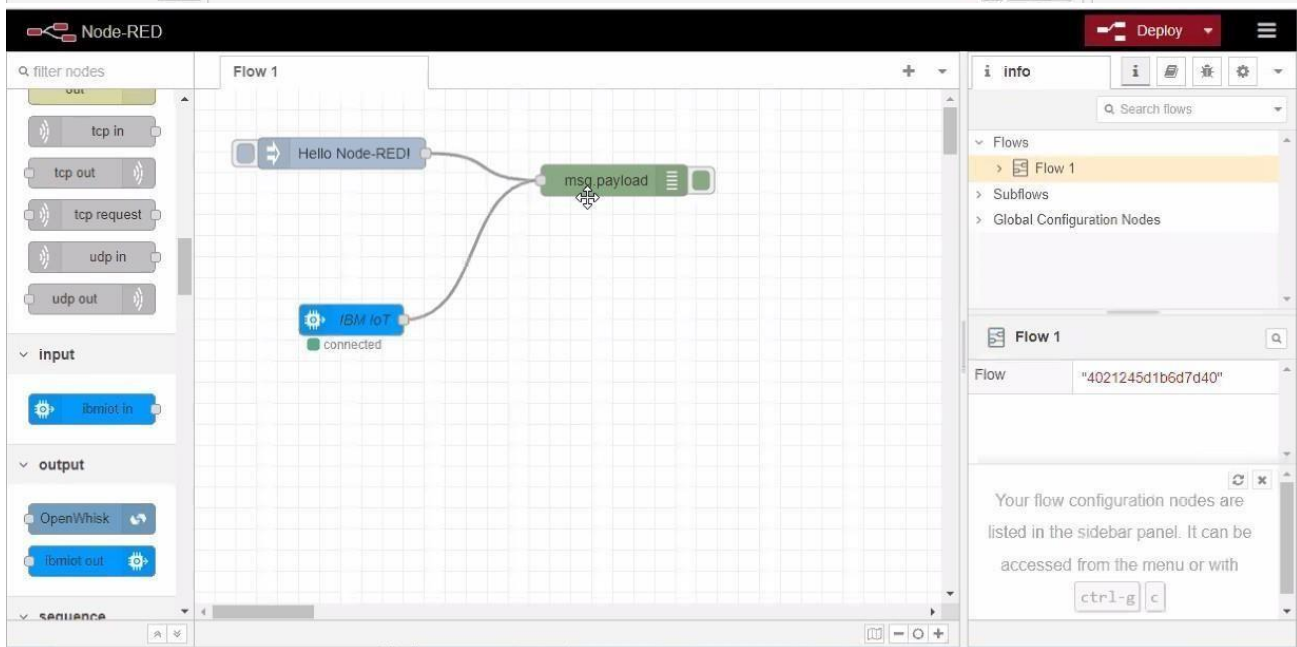 Node-RED
Deploy
filter nodes
Flow 1
i info
Search flows
out
tcp in
tcp out
tcp request
udp in
udp out
input
ibmiot in
output
OpenWhisk
ibmiot out
sequence
Hello Node-RED!
msg.payload
IBM IoT
connected
Flows
Flow 1
Subflows
Global Configuration Nodes
Flow 1
Flow "4021245d1b6d7d40"
Your flow configuration nodes are
listed in the sidebar panel. It can be
accessed from the menu or with
ctrl-g c